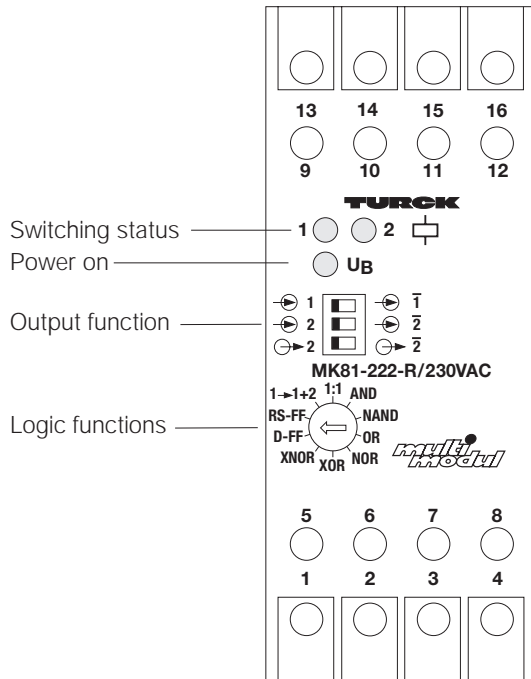 13 14 15 16
9 10 11 12
TURCK
Switching status 1 2
Power on UB
1 1̅
Output function 2 2̅
2 2̅
MK81-222-R/230VAC
1→1+2 1:1 AND
RS-FF NAND
Logic functions D-FF OR
XNOR XOR NOR
multi
modul
5 6 7 8
1 2 3 4